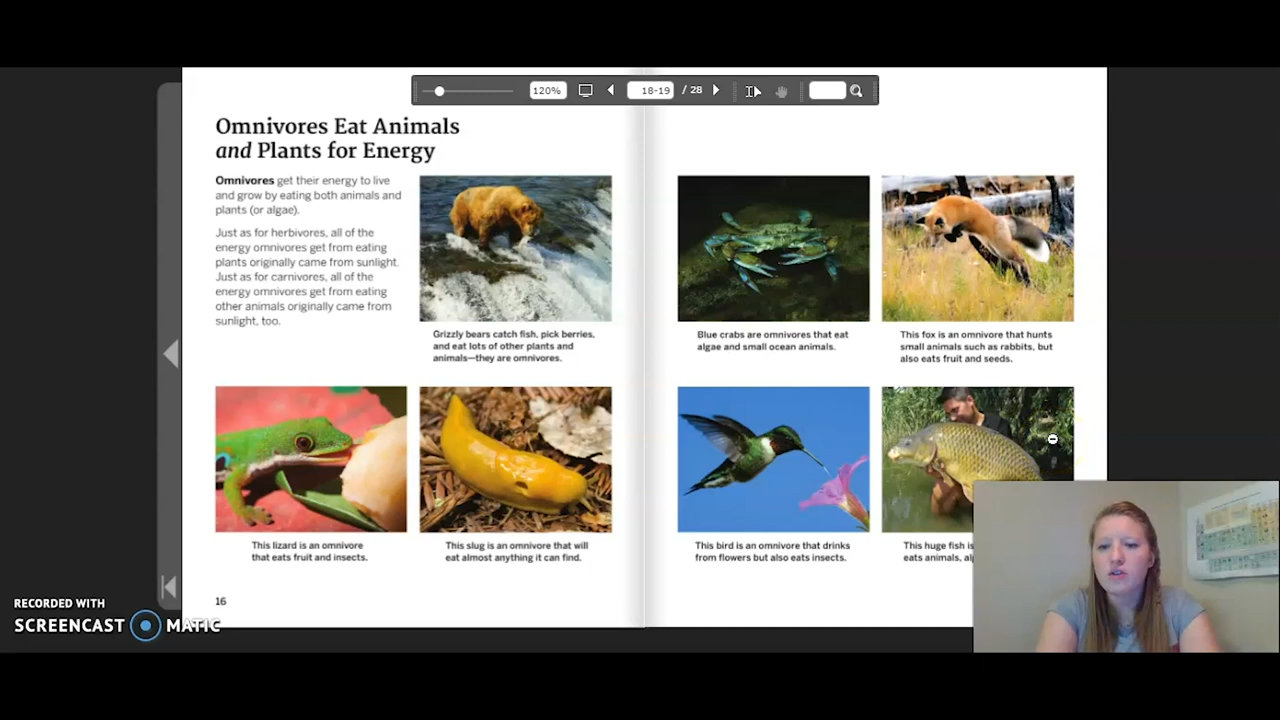 120%
18-19
/ 28
Omnivores Eat Animals
and Plants for Energy
Omnivores get their energy to live
and grow by eating both animals and
plants (or algae).
Just as for herbivores, all of the
energy omnivores get from eating
plants originally came from sunlight.
Just as for carnivores, all of the
energy omnivores get from eating
other animals originally came from
sunlight, too.
Grizzly bears catch fish, pick berries,
and eat lots of other plants and
animals—they are omnivores.
This lizard is an omnivore
that eats fruit and insects.
This slug is an omnivore that will
eat almost anything it can find.
16
Blue crabs are omnivores that eat
algae and small ocean animals.
This fox is an omnivore that hunts
small animals such as rabbits, but
also eats fruit and seeds.
This bird is an omnivore that drinks
from flowers but also eats insects.
This huge fish is
eats animals,
RECORDED WITH
SCREENCAST MATIC